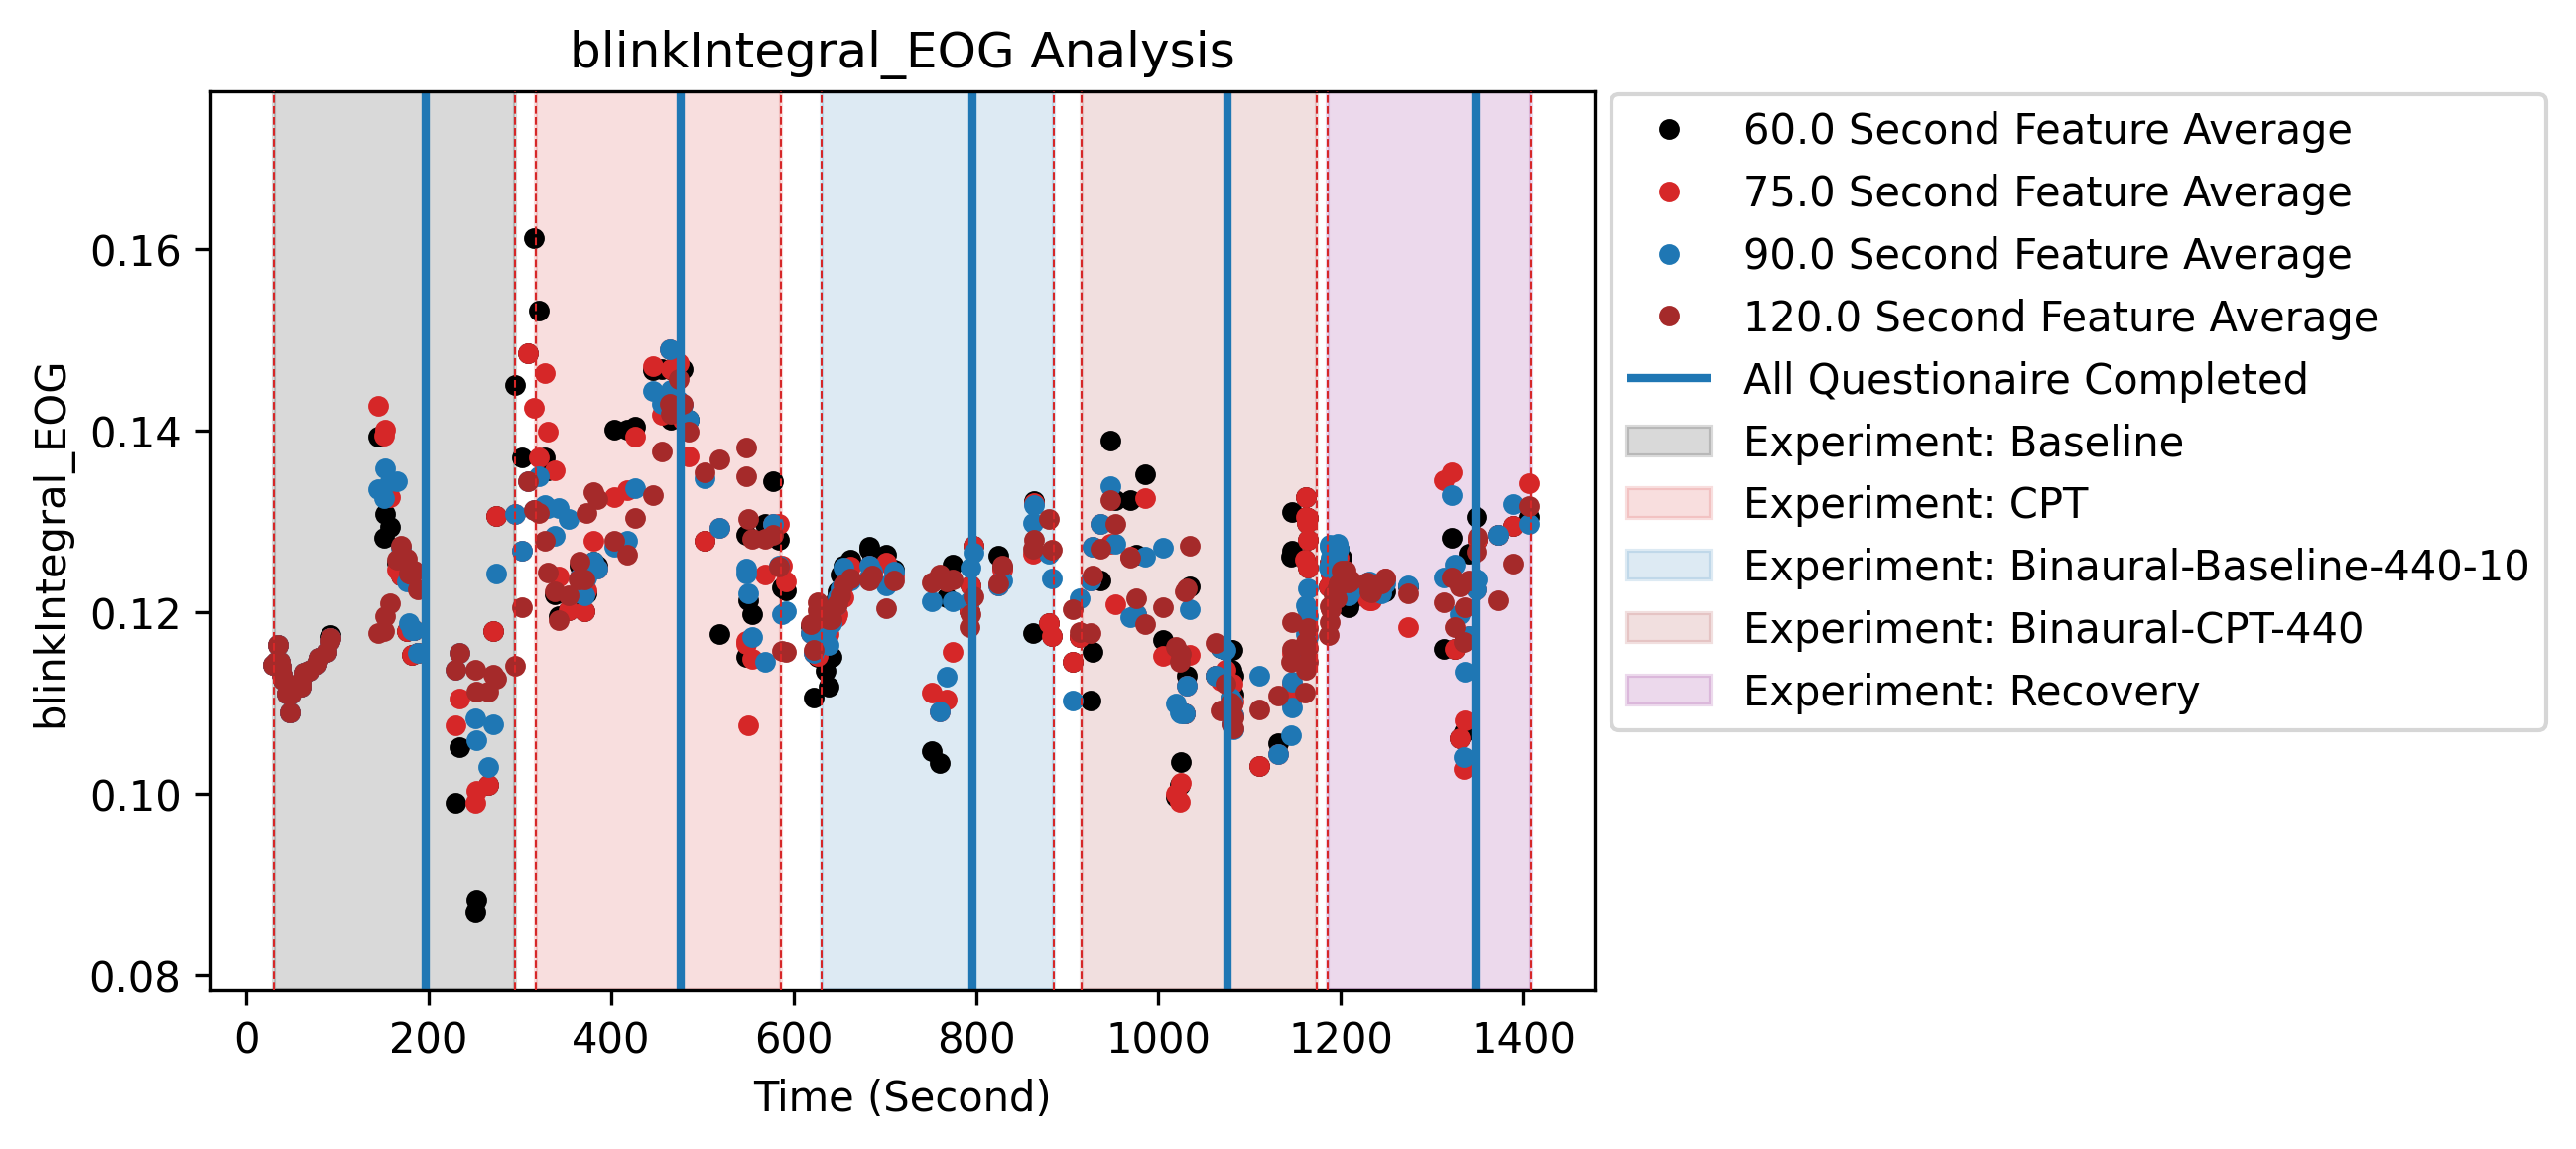 blinkIntegral_EOG Analysis
blinkIntegral_EOG
0.16
0.14
0.12
0.10
0.08
0 200 400 600 800 1000 1200 1400
Time (Second)
60.0 Second Feature Average
75.0 Second Feature Average
90.0 Second Feature Average
120.0 Second Feature Average
All Questionaire Completed
Experiment: Baseline
Experiment: CPT
Experiment: Binaural-Baseline-440-10
Experiment: Binaural-CPT-440
Experiment: Recovery